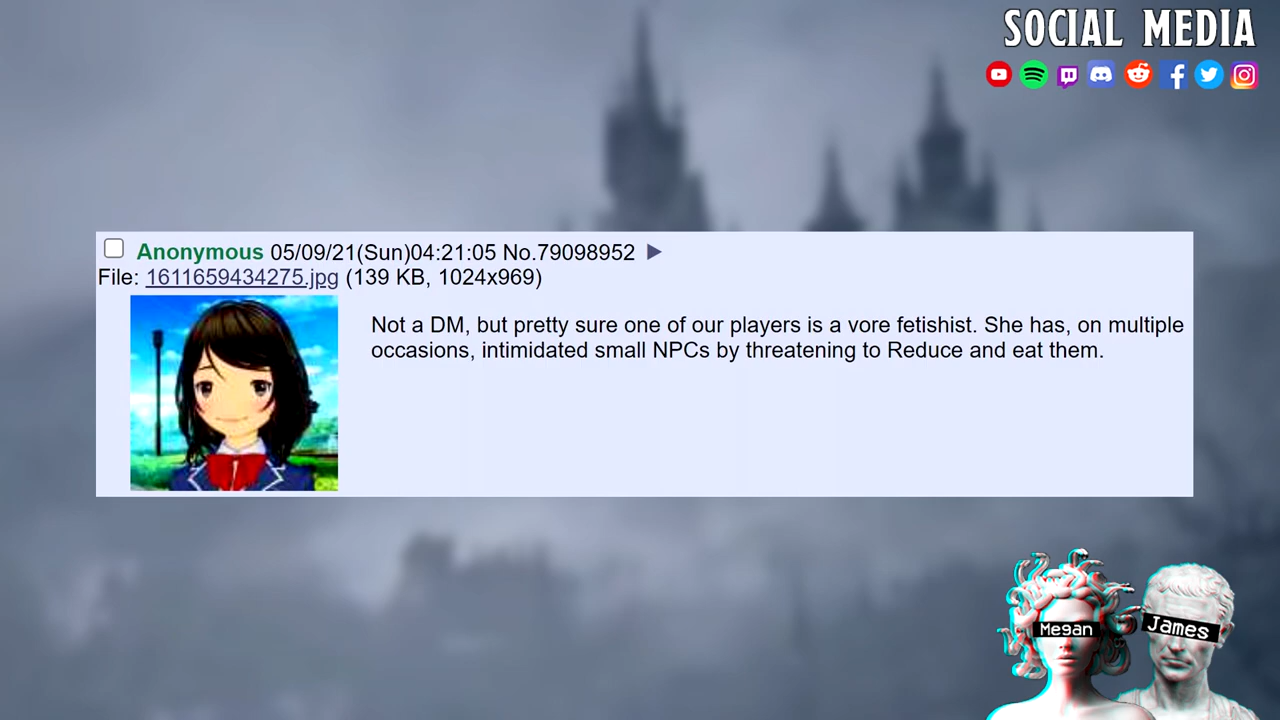 SOCIAL MEDIA
Anonymous 05/09/21(Sun)04:21:05 No.79098952
File: 1611659434275.jpg (139 KB, 1024x969)
Not a DM, but pretty sure one of our players is a vore fetishist. She has, on multiple
occasions, intimidated small NPCs by threatening to Reduce and eat them.
Megan
James